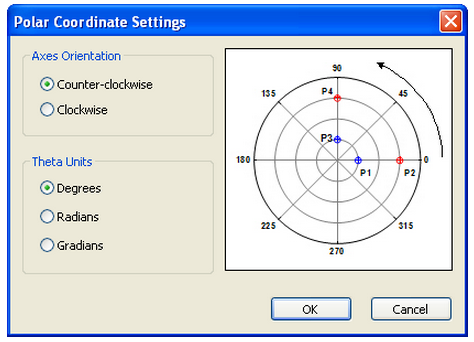 Polar Coordinate Settings
Axes Orientation
Counter-clockwise
Clockwise
Theta Units
Degrees
Radians
Gradians
90
135
P4
45
P3
180
0
P1
P2
225
315
270
OK
Cancel